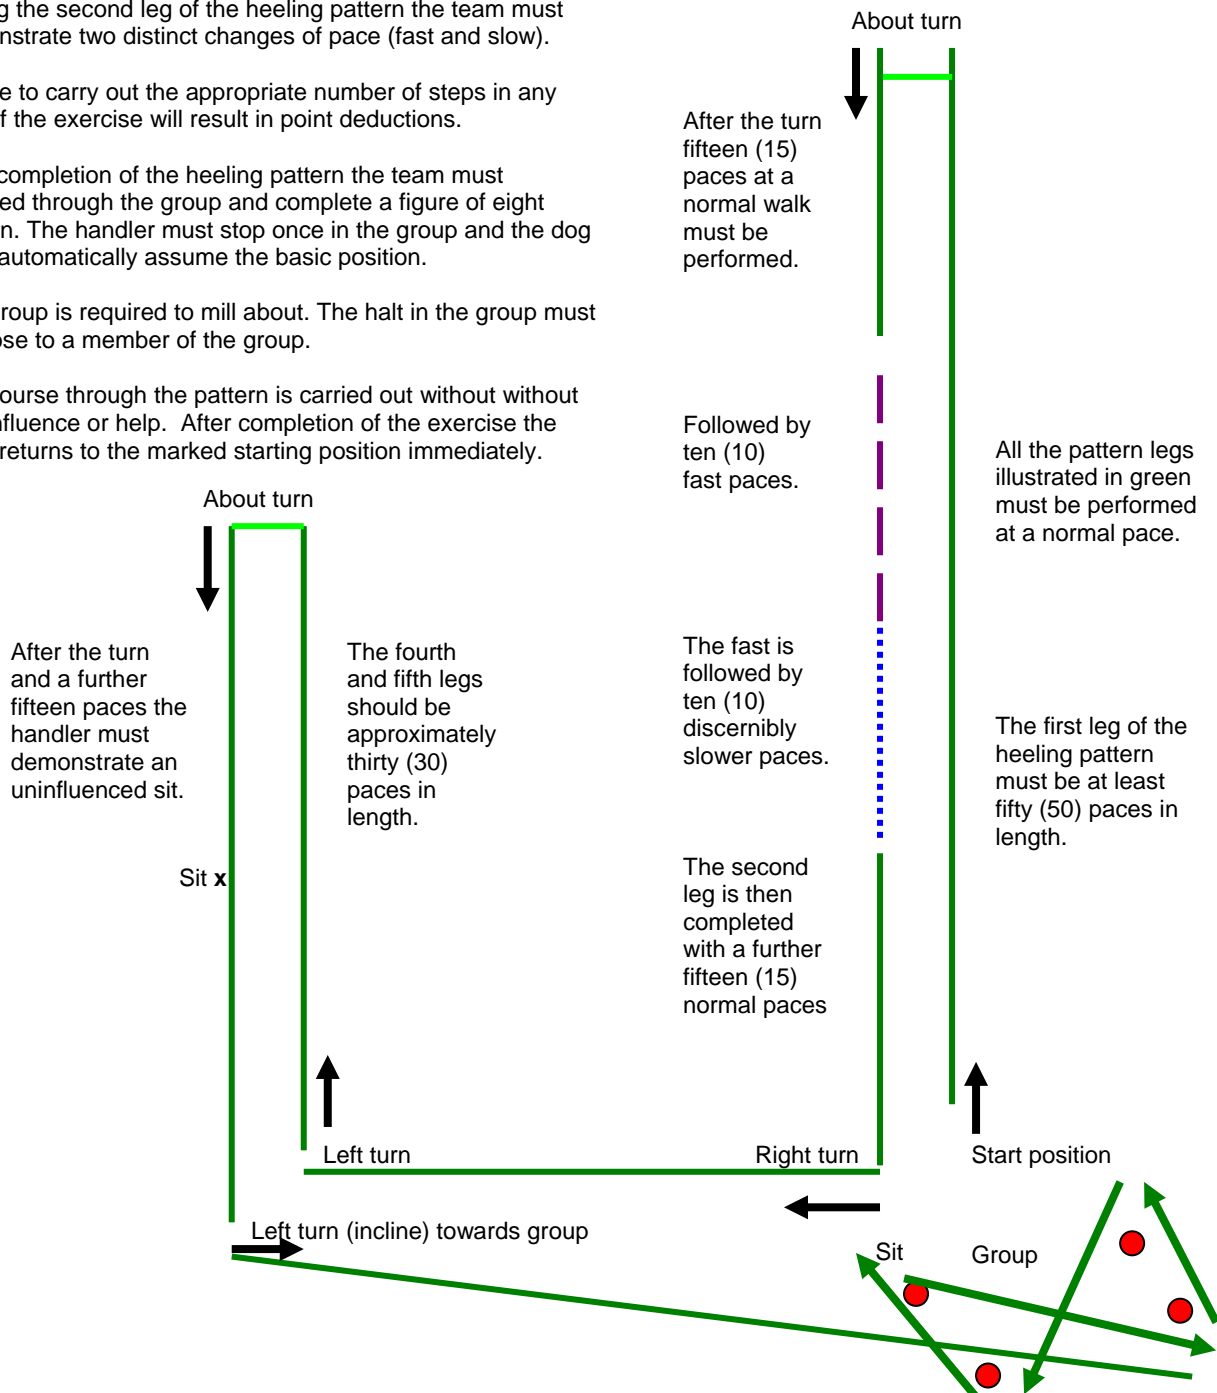 g the second leg of the heeling pattern the team must
nstrate two distinct changes of pace (fast and slow).
e to carry out the appropriate number of steps in any
f the exercise will result in point deductions.
completion of the heeling pattern the team must
ed through the group and complete a figure of eight
n. The handler must stop once in the group and the dog
automatically assume the basic position.
roup is required to mill about. The halt in the group must
ose to a member of the group.
ourse through the pattern is carried out without without
nfluence or help. After completion of the exercise the
returns to the marked starting position immediately.
About turn
After the turn
fifteen (15)
paces at a
normal walk
must be
performed.
Followed by
ten (10)
fast paces.
All the pattern legs
illustrated in green
must be performed
at a normal pace.
About turn
After the turn
and a further
fifteen paces the
handler must
demonstrate an
uninfluenced sit.
The fourth
and fifth legs
should be
approximately
thirty (30)
paces in
length.
The fast is
followed by
ten (10)
discernibly
slower paces.
The first leg of the
heeling pattern
must be at least
fifty (50) paces in
length.
Sit x
The second
leg is then
completed
with a further
fifteen (15)
normal paces
Left turn
Right turn
Start position
Left turn (incline) towards group
Sit
Group